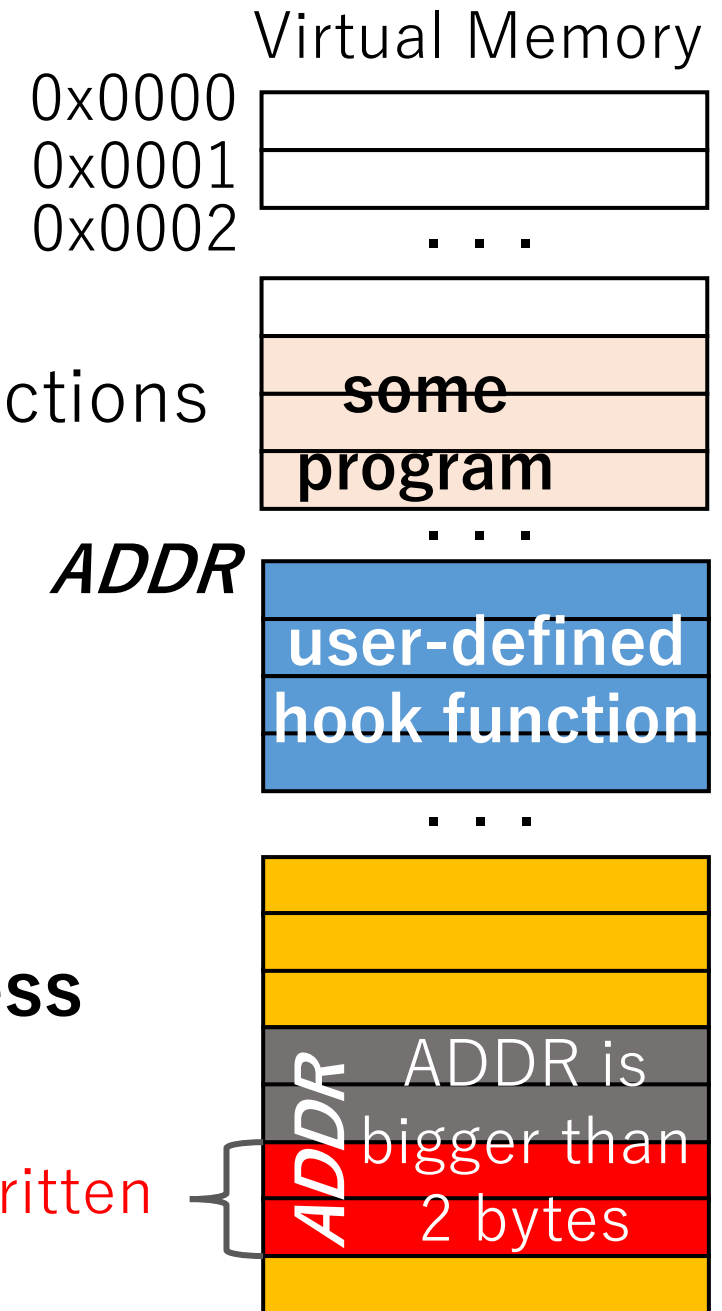 Virtual Memory
0x0000
0x0001
0x0002
. . .
ctions
some
program
. . .
ADDR
user-defined
hook function
. . .
ss
ADDR
ADDR is
bigger than
2 bytes
ritten